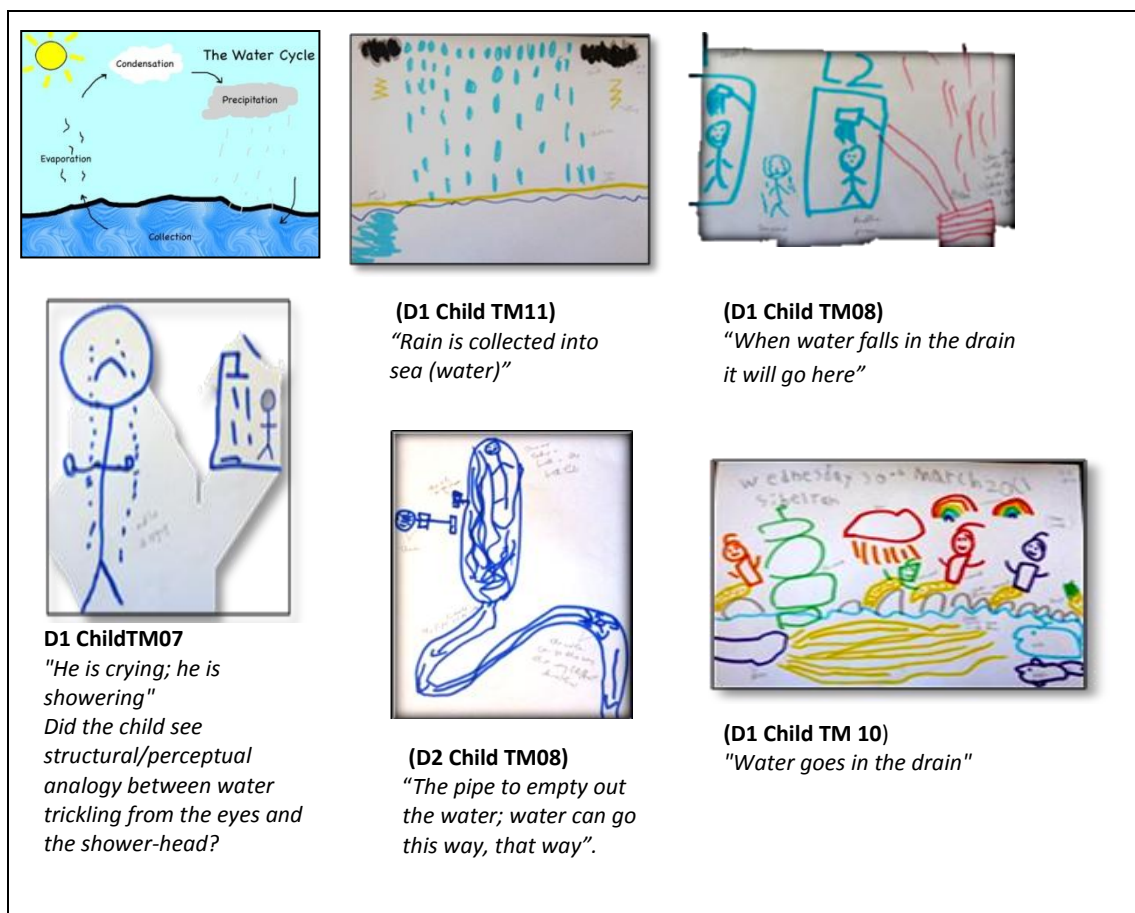 The Water Cycle
Condensation
Precipitation
Evaporation
Collection
(D1 Child TM11)
“Rain is collected into
sea (water)”
(D1 Child TM08)
“When water falls in the drain
it will go here”
D1 ChildTM07
"He is crying; he is
showering"
Did the child see
structural/perceptual
analogy between water
trickling from the eyes and
the shower-head?
(D2 Child TM08)
“The pipe to empty out
the water; water can go
this way, that way”.
wednesday 30 March 2011
(D1 Child TM 10)
"Water goes in the drain"